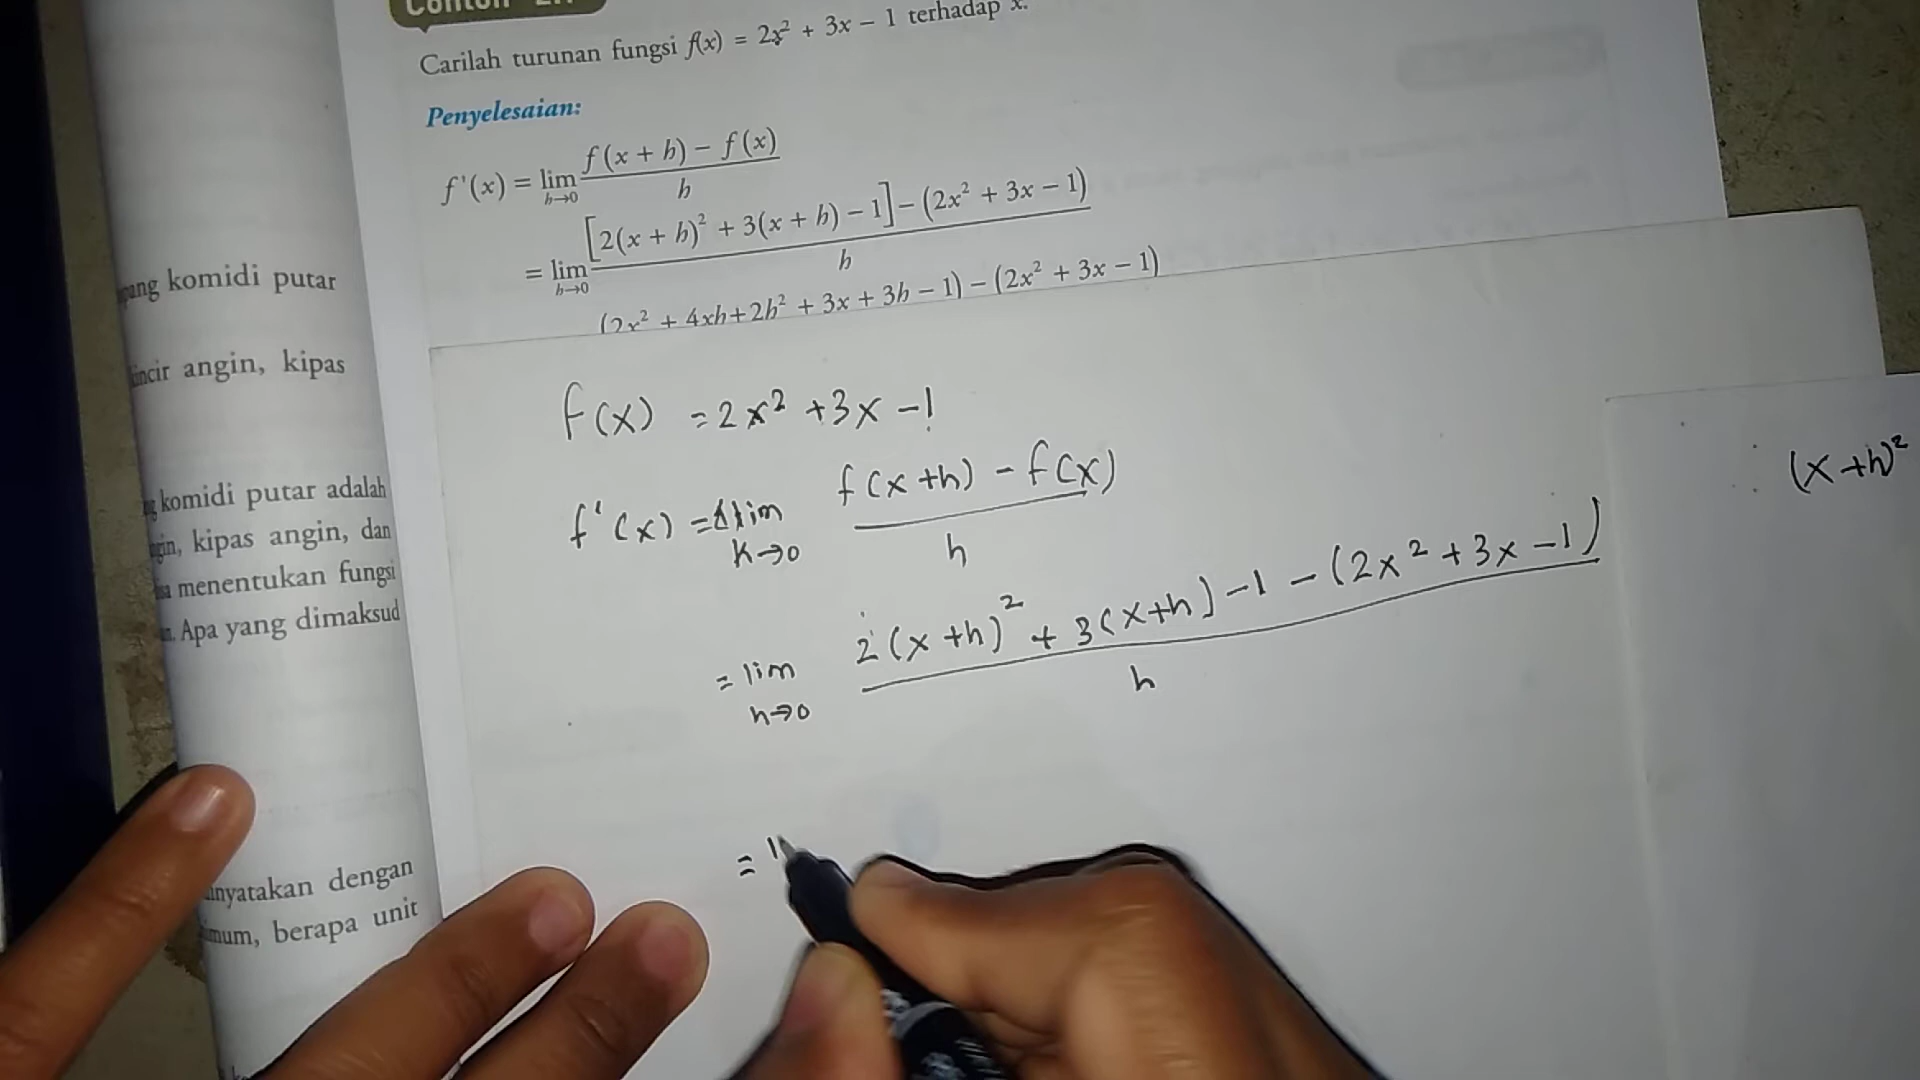 Carilah turunan fungsi f(x) = 2x² + 3x − 1 terhadap x.
Penyelesaian:
f'(x) = lim h→0 f(x + h) − f(x) / h
= lim h→0 [2(x + h)² + 3(x + h) − 1] − (2x² + 3x − 1) / h
(2x² + 4xh + 2h² + 3x + 3h − 1) − (2x² + 3x − 1)
komidi putar
angin, kipas
komidi putar adalah
kipas angin, dan
menentukan fungsi
Apa yang dimaksud
dengan
berapa unit
f(x) = 2x² + 3x − 1
f'(x) = lim h→0 f(x+h) − f(x) / h
= lim h→0 2(x+h)² + 3(x+h) − 1 − (2x² + 3x − 1) / h
=
(x+h)²